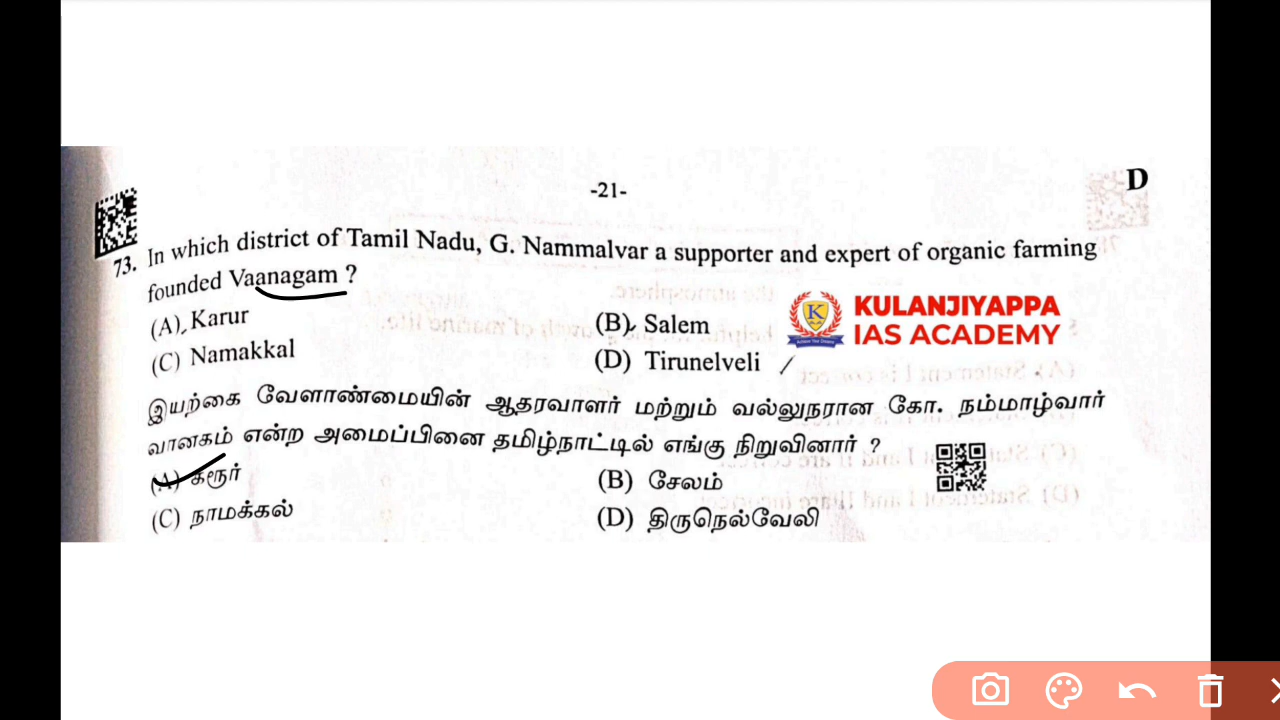 -21-
D
73. In which district of Tamil Nadu, G. Nammalvar a supporter and expert of organic farming
founded Vaanagam ?
(A) Karur
(B) Salem
(C) Namakkal
(D) Tirunelveli
KULANJIYAPPA
IAS ACADEMY
இயற்கை வேளாண்மையின் ஆதரவாளர் மற்றும் வல்லுநரான கோ. நம்மாழ்வார்
வானகம் என்ற அமைப்பினை தமிழ்நாட்டில் எங்கு நிறுவினார் ?
(A) கரூர்
(B) சேலம்
(C) நாமக்கல்
(D) திருநெல்வேலி